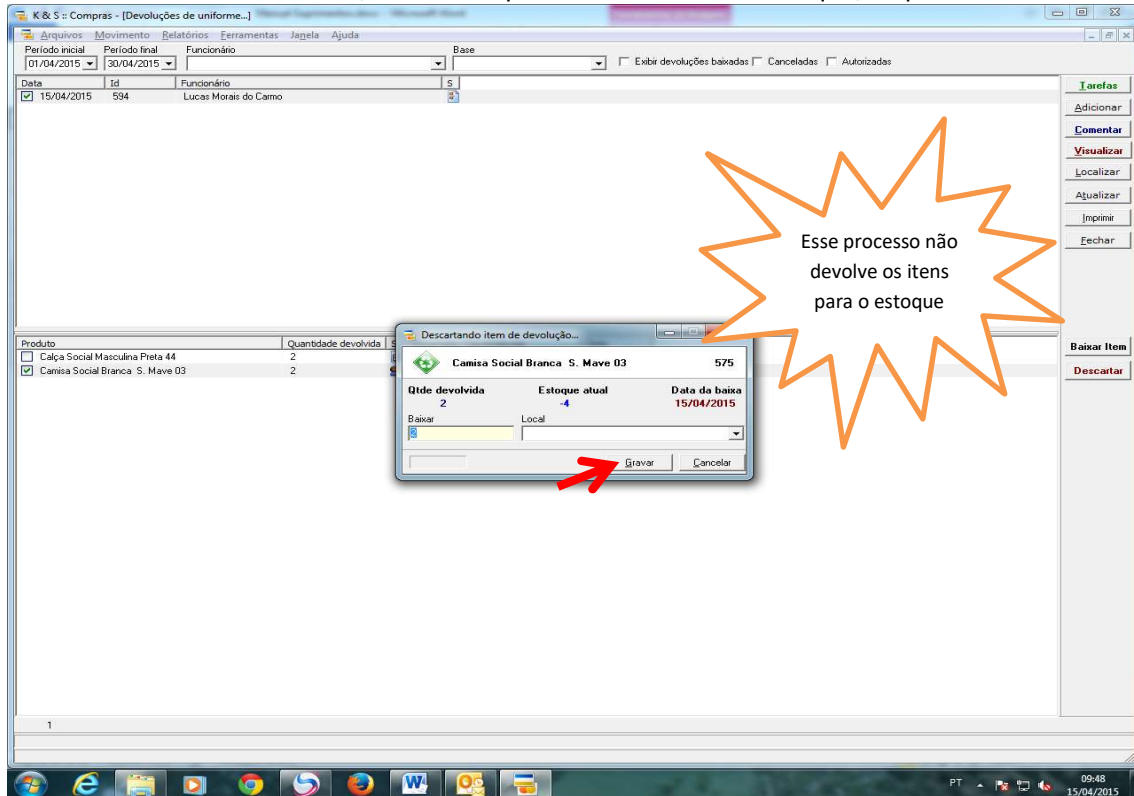 K & S :: Compras - [Devoluções de uniforme...]
Arquivos Movimento Relatórios Ferramentas Janela Ajuda
Período inicial Período final Funcionário Base
01/04/2015 30/04/2015 Exibir devoluções baixadas Canceladas Autorizadas
Data Id Funcionário S
15/04/2015 594 Lucas Morais do Carmo
Tarefas
Adicionar
Comentar
Visualizar
Localizar
Atualizar
Imprimir
Fechar
Esse processo não
devolve os itens
para o estoque
Produto Quantidade devolvida S
Calça Social Masculina Preta 44 2
Camisa Social Branca S. Mave 03 2
Baixar Item
Descartar
Descartando item de devolução...
Camisa Social Branca S. Mave 03 575
Qtde devolvida Estoque atual Data da baixa
2 -4 15/04/2015
Baixar Local
2
Gravar Cancelar
1
PT 09:48
15/04/2015